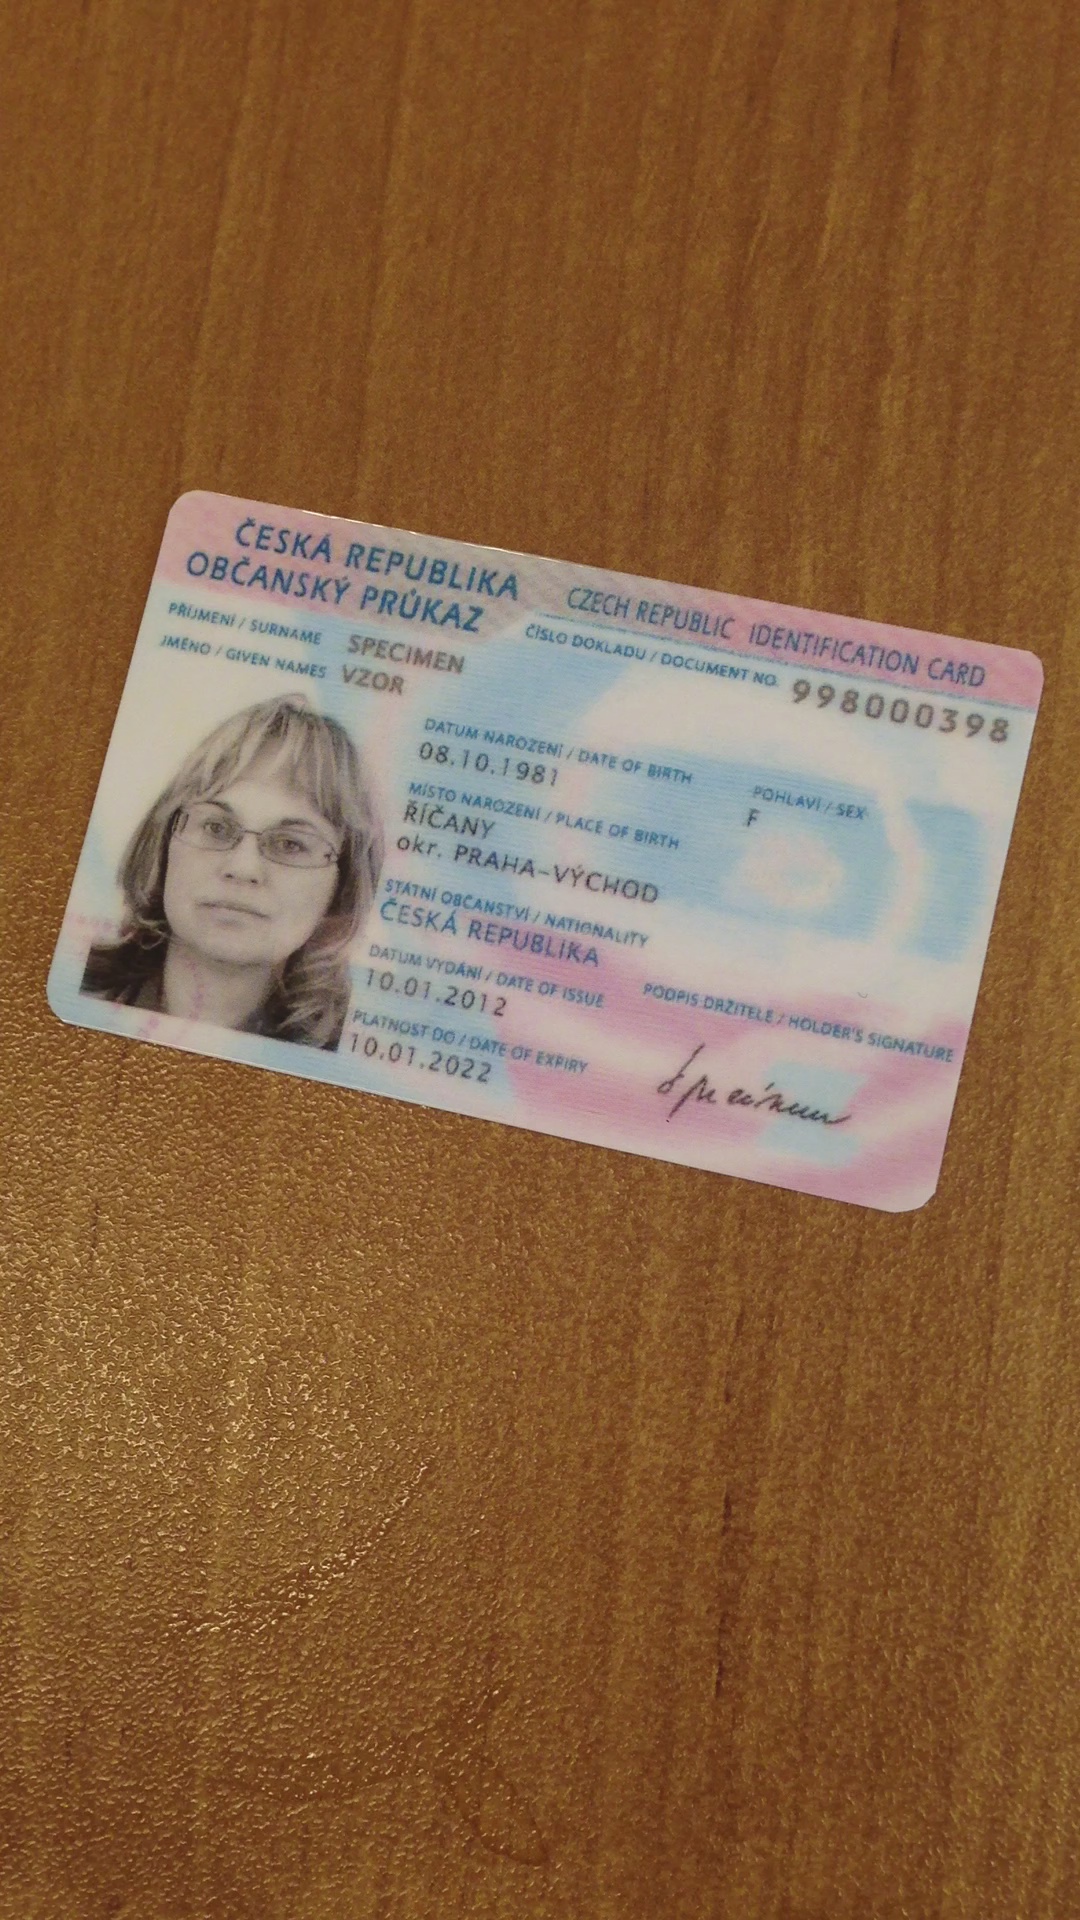 ČESKÁ REPUBLIKA
OBČANSKÝ PRŮKAZ
CZECH REPUBLIC IDENTIFICATION CARD
PŘÍJMENÍ / SURNAME SPECIMEN
JMÉNO / GIVEN NAMES VZOR
ČÍSLO DOKLADU / DOCUMENT NO. 998000398
DATUM NAROZENÍ / DATE OF BIRTH
08.10.1981
POHLAVÍ / SEX
F
MÍSTO NAROZENÍ / PLACE OF BIRTH
ŘÍČANY
okr. PRAHA-VÝCHOD
STÁTNÍ OBČANSTVÍ / NATIONALITY
ČESKÁ REPUBLIKA
DATUM VYDÁNÍ / DATE OF ISSUE
10.01.2012
PLATNOST DO / DATE OF EXPIRY
10.01.2022
PODPIS DRŽITELE / HOLDER'S SIGNATURE
Specimen